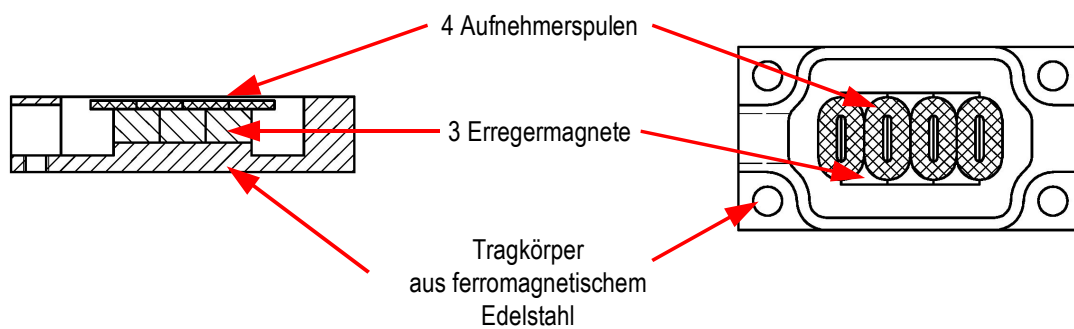 4 Aufnehmerspulen
3 Erregermagnete
Tragkörper
aus ferromagnetischem
Edelstahl